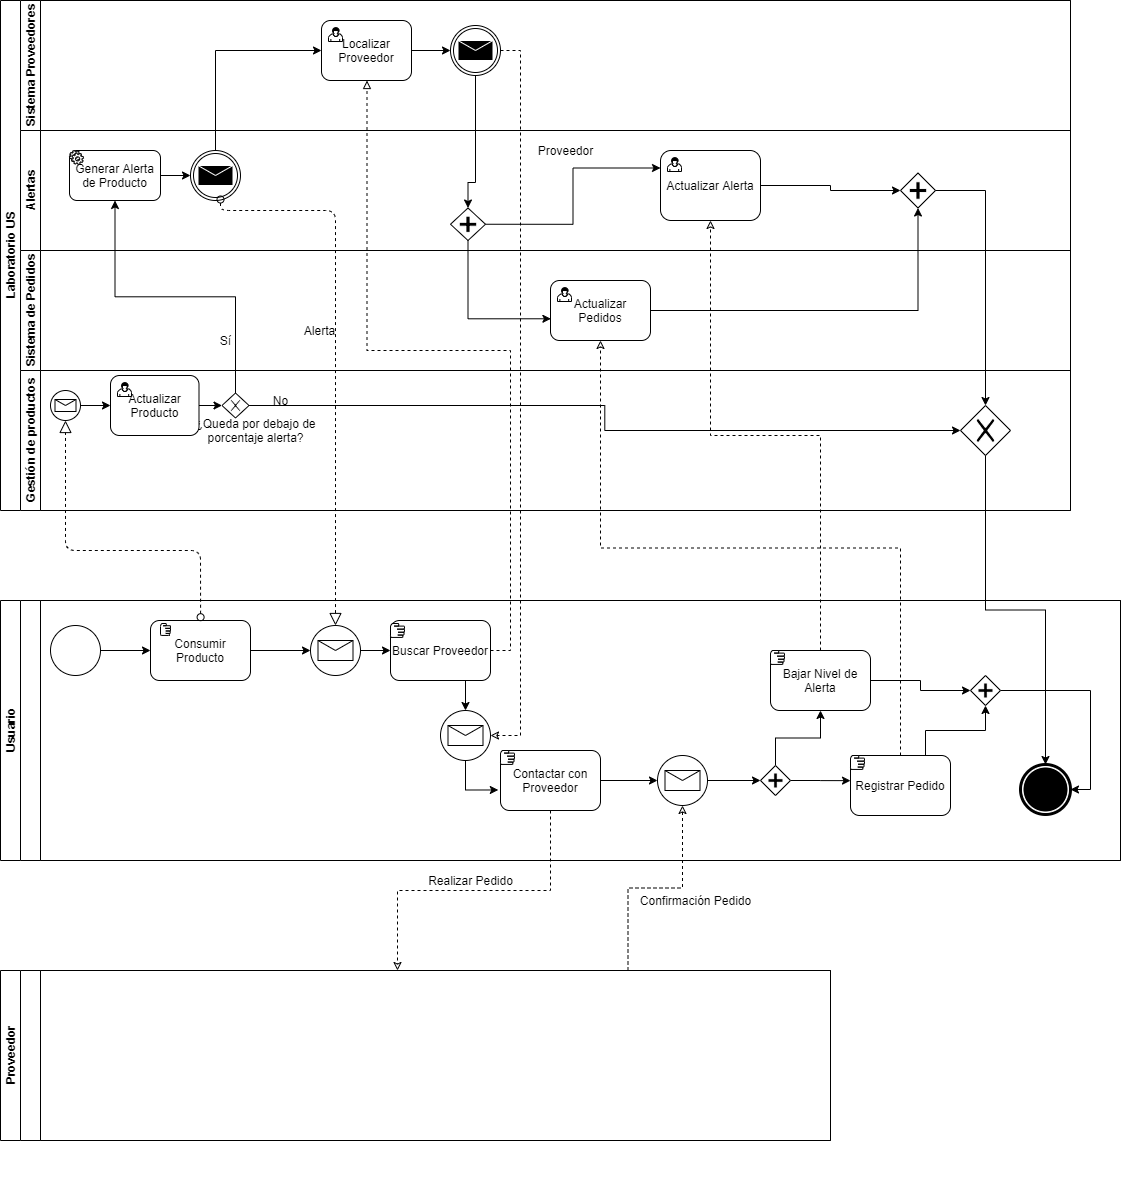 Laboratorio US
Sistema Proveedores
Localizar
Proveedor
Alertas
Generar Alerta
de Producto
Proveedor
Actualizar Alerta
Sistema de Pedidos
Actualizar
Pedidos
Alerta
Sí
Gestión de productos
Actualizar
Producto
No
Queda por debajo de
porcentaje alerta?
Usuario
Consumir
Producto
Buscar Proveedor
Bajar Nivel de
Alerta
Contactar con
Proveedor
Registrar Pedido
Realizar Pedido
Confirmación Pedido
Proveedor